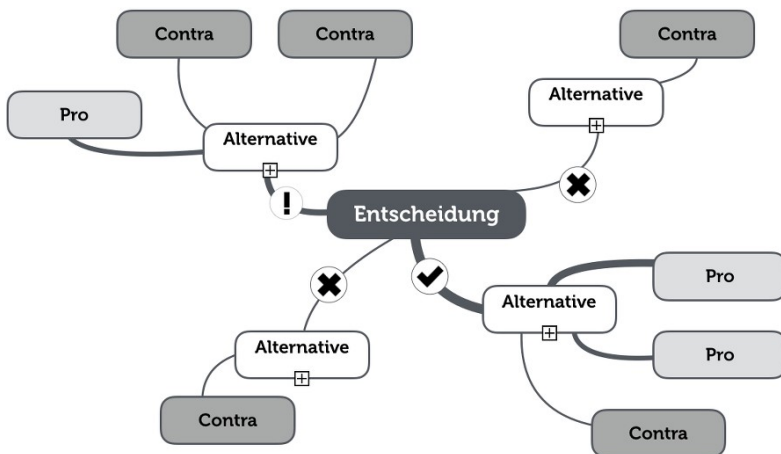 Contra
Contra
Contra
Pro
Alternative
Alternative
Entscheidung
Alternative
Pro
Alternative
Pro
Contra
Contra